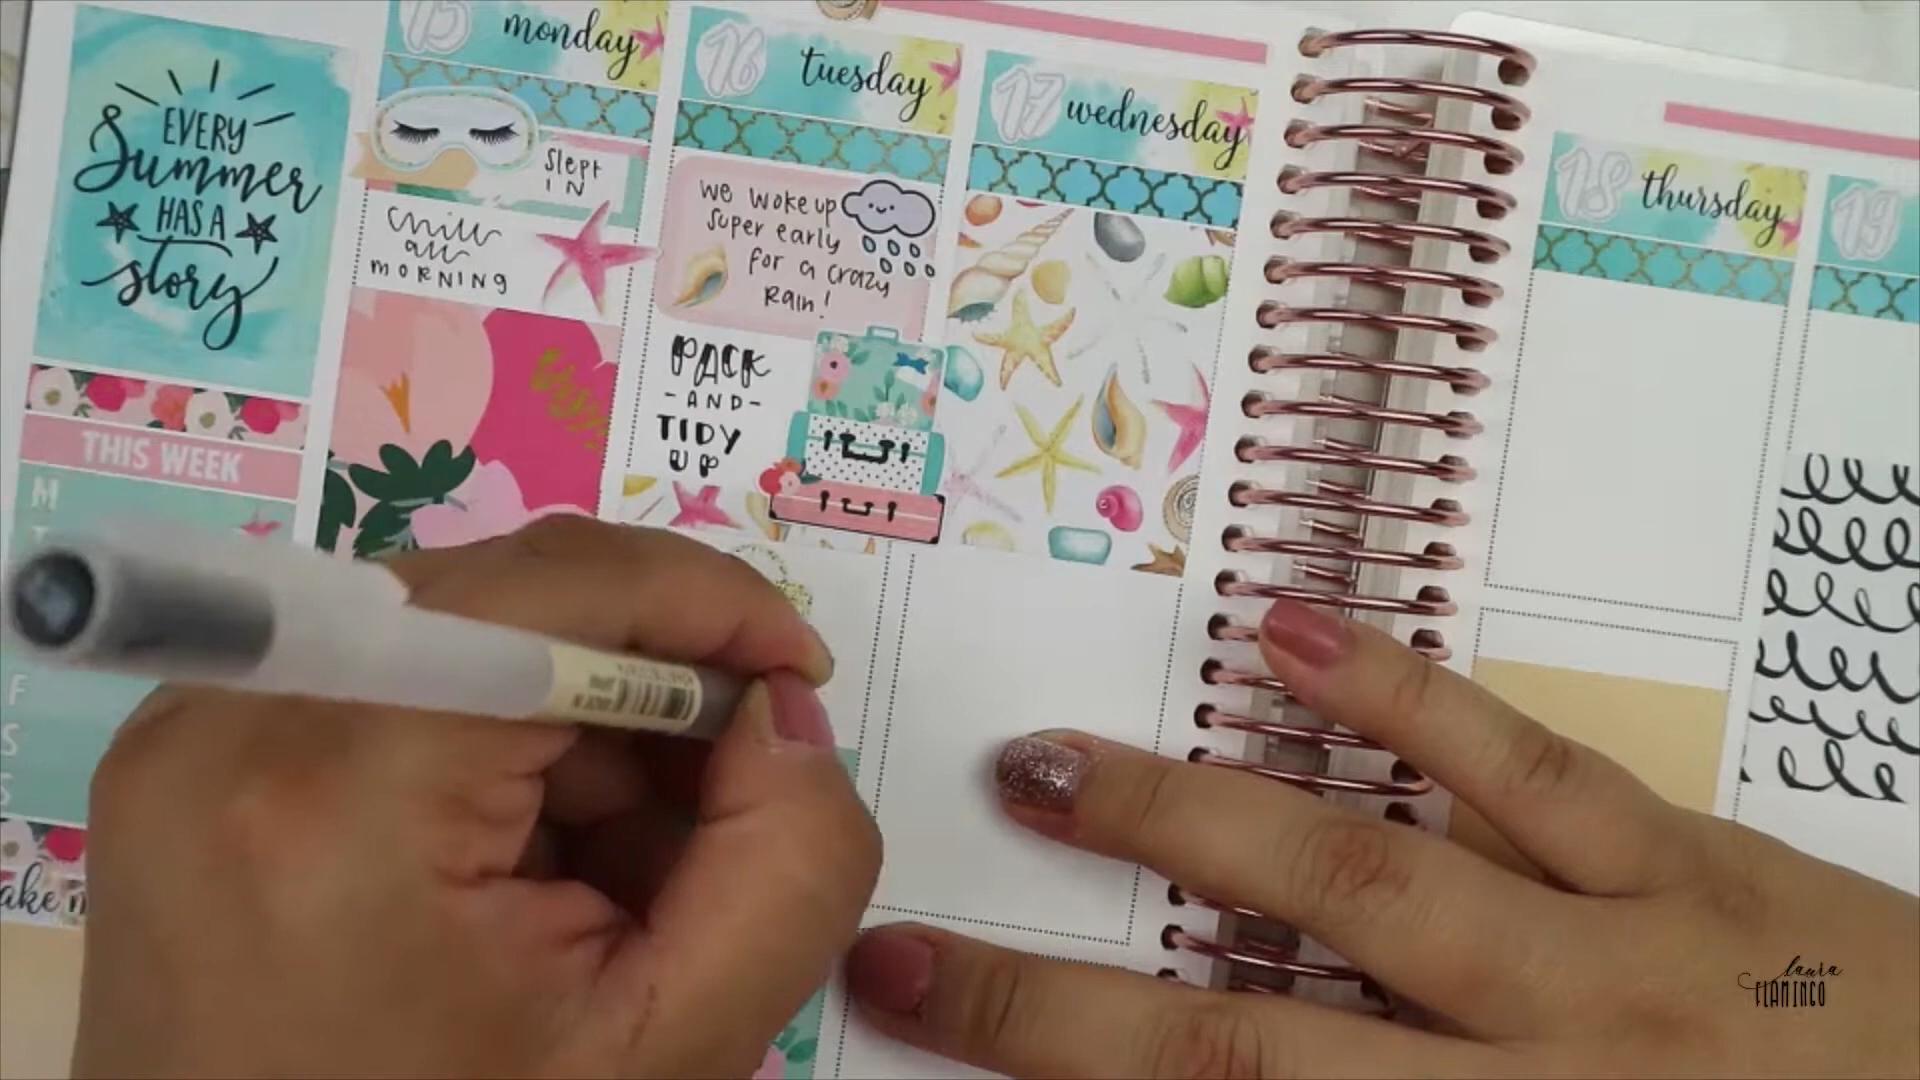 EVERY
Summer
HAS A
story
THIS WEEK
M
T
F
S
S
15 monday
Slept
IN
chill
all
MORNING
16 tuesday
We woke up
super early
for a crazy
Rain!
PACK
-AND-
TIDY
UP
17 wednesday
18 thursday
19
laura
FLAMINGO